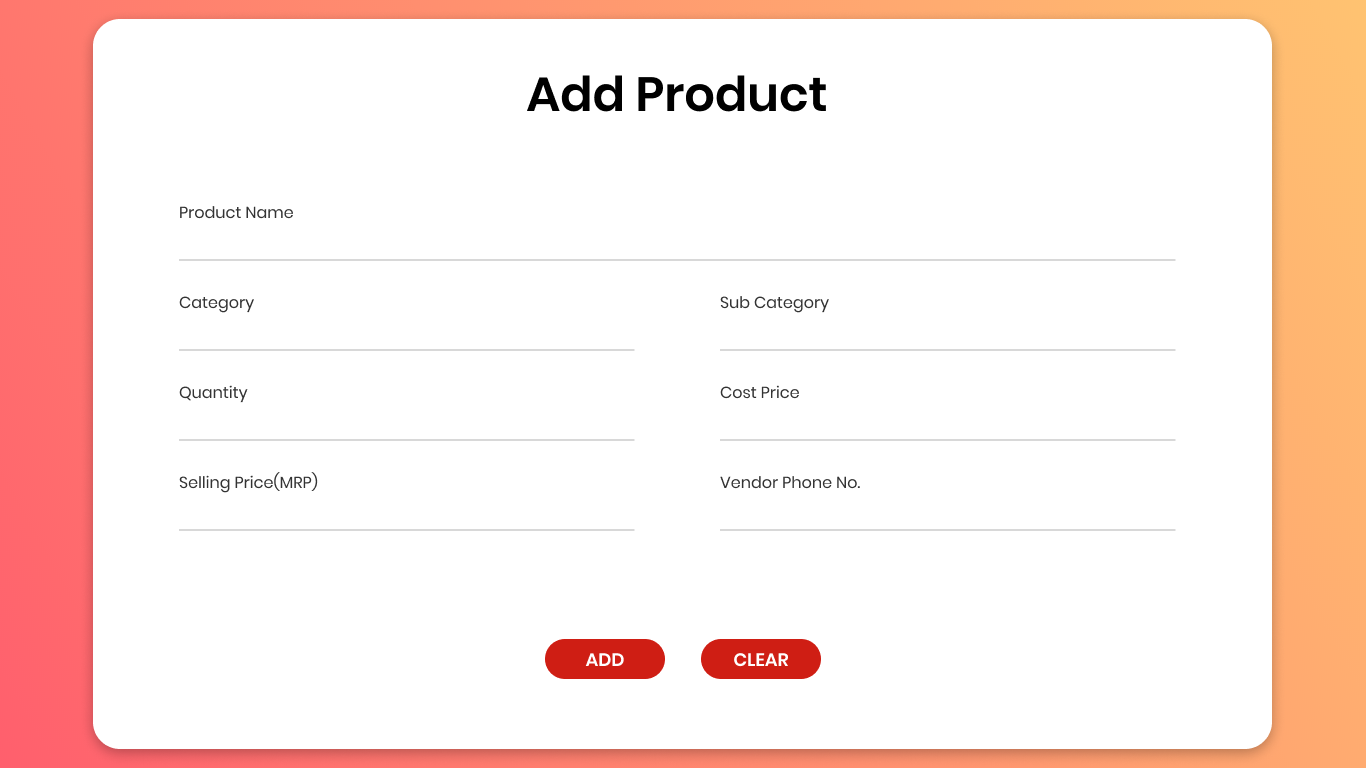 Add Product
Product Name
Category
Sub Category
Quantity
Cost Price
Selling Price(MRP)
Vendor Phone No.
ADD
CLEAR